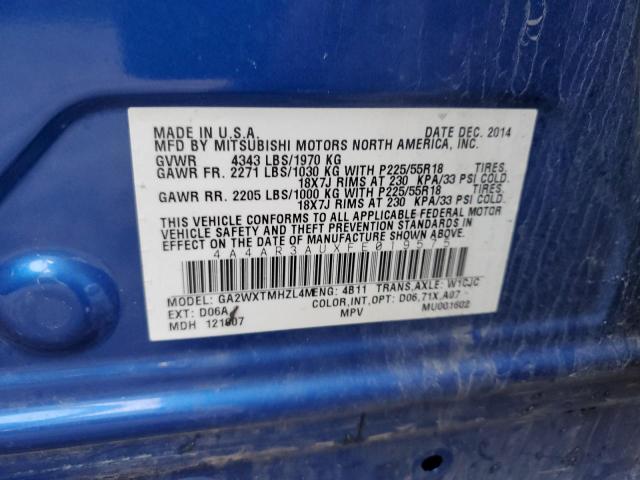 MADE IN U.S.A. DATE DEC. 2014
MFD BY MITSUBISHI MOTORS NORTH AMERICA, INC.
GVWR 4343 LBS/1970 KG
GAWR FR. 2271 LBS/1030 KG WITH P225/55R18 TIRES.
18X7J RIMS AT 230 KPA/33 PSI COLD.
GAWR RR. 2205 LBS/1000 KG WITH P225/55R18 TIRES.
18X7J RIMS AT 230 KPA/33 PSI COLD.
THIS VEHICLE CONFORMS TO ALL APPLICABLE FEDERAL MOTOR
VEHICLE SAFETY AND THEFT PREVENTION STANDARDS IN
EFFECT ON THE DATE OF MANUFACTURE SHOWN ABOVE.
4A4AR3AUXFE019575
MODEL: GA2WXTMHZL4M ENG: 4B11 TRANS,AXLE: W1CJC
EXT: D06A COLOR,INT,OPT: D06,71X,A07 -
MDH 121807 MPV MU001602